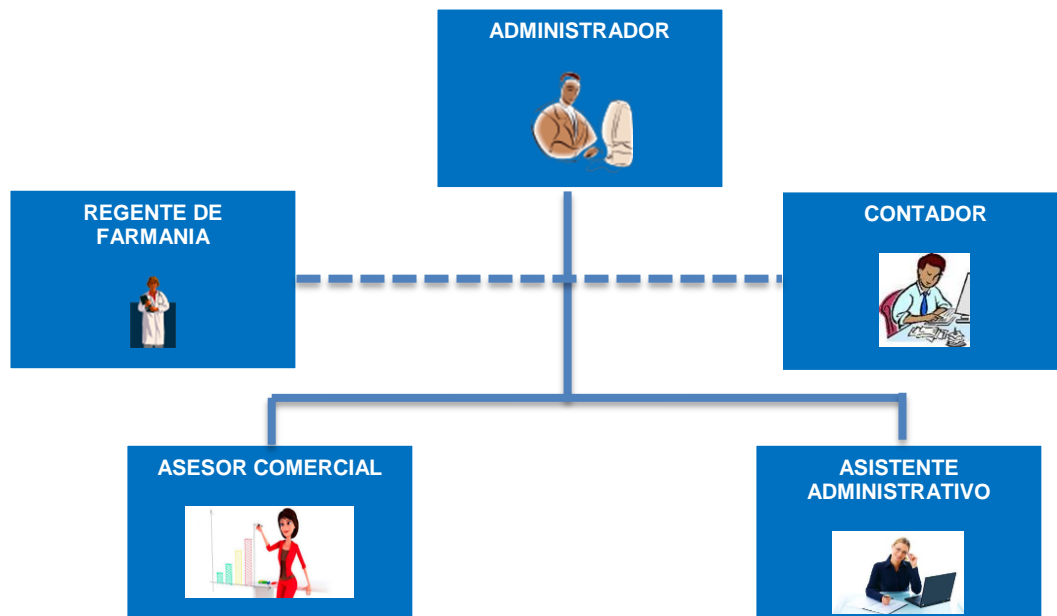 ADMINISTRADOR
REGENTE DE
FARMANIA
CONTADOR
ASESOR COMERCIAL
ASISTENTE
ADMINISTRATIVO